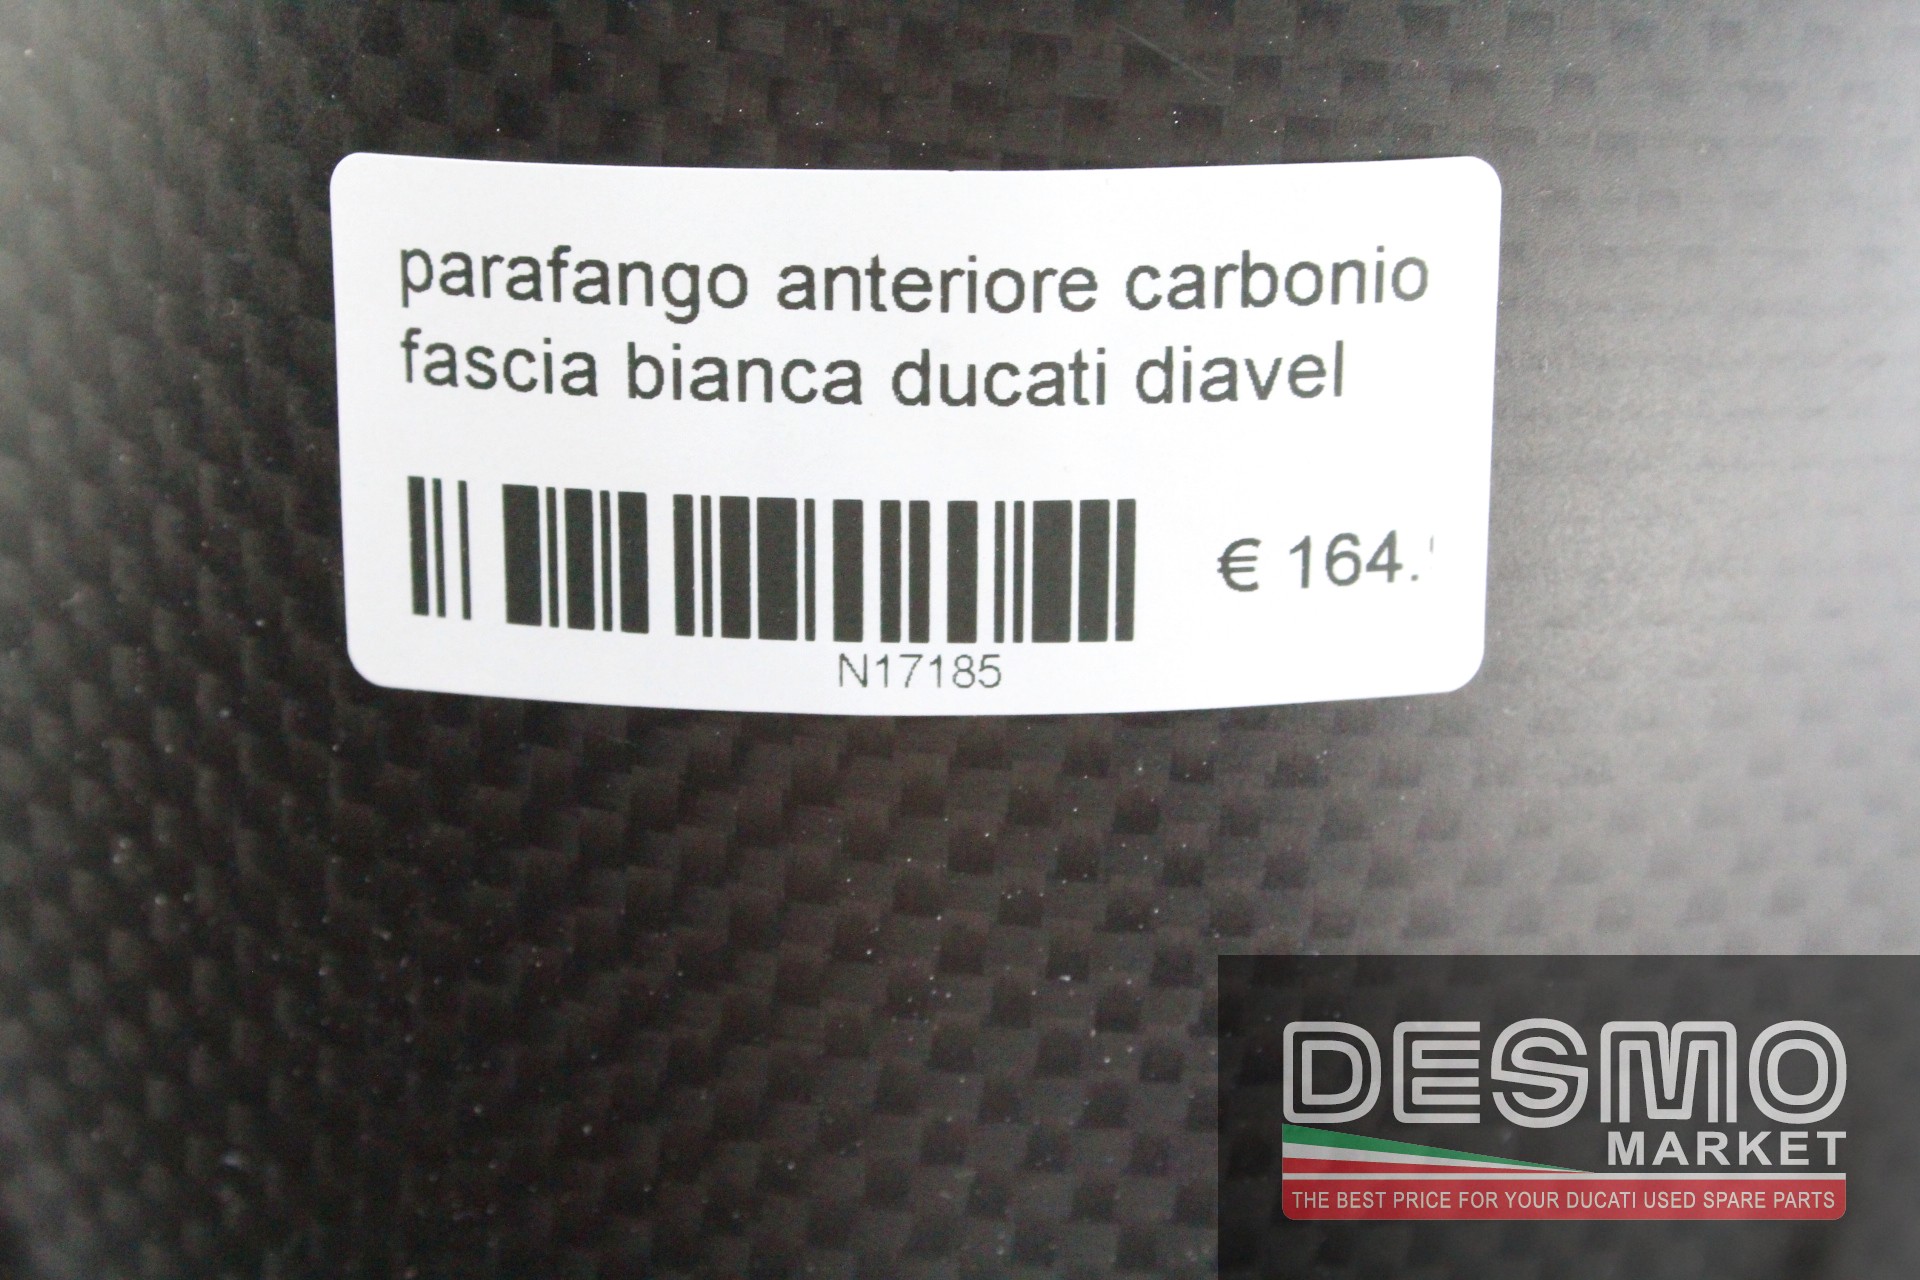 parafango anteriore carbonio
fascia bianca ducati diavel
€ 164.
N17185
DESMO
MARKET
THE BEST PRICE FOR YOUR DUCATI USED SPARE PARTS